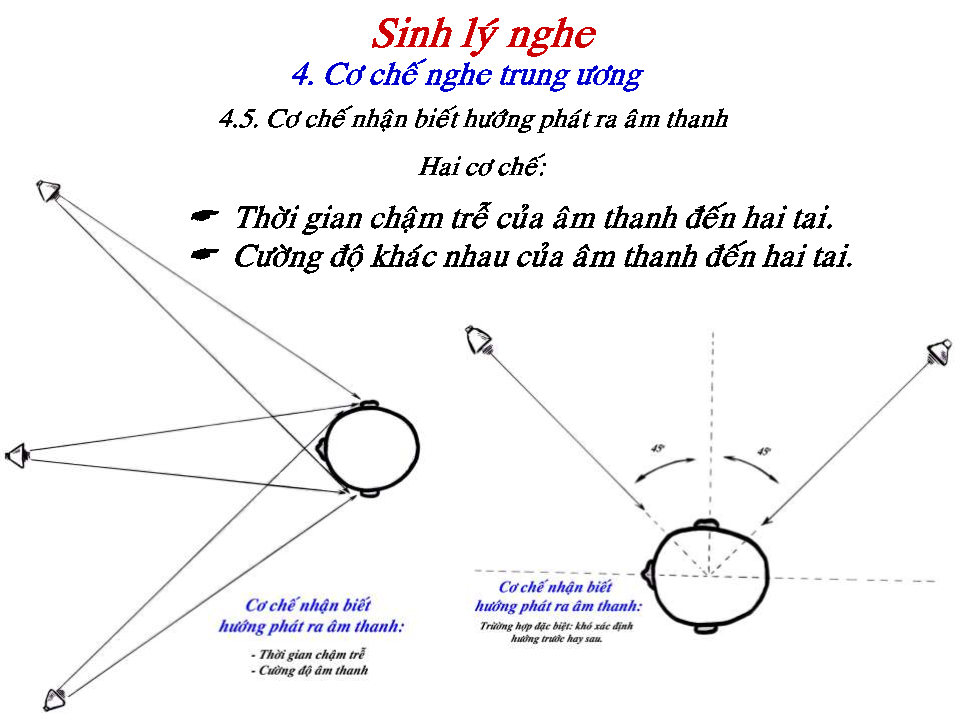 Sinh lý nghe
4. Cơ chế nghe trung ương
4.5. Cơ chế nhận biết hướng phát ra âm thanh
Hai cơ chế:
Thời gian chậm trễ của âm thanh đến hai tai.
Cường độ khác nhau của âm thanh đến hai tai.
45°
45°
Cơ chế nhận biết
hướng phát ra âm thanh:
- Thời gian chậm trễ
- Cường độ âm thanh
Cơ chế nhận biết
hướng phát ra âm thanh:
Trường hợp đặc biệt: khó xác định
hướng trước hay sau.